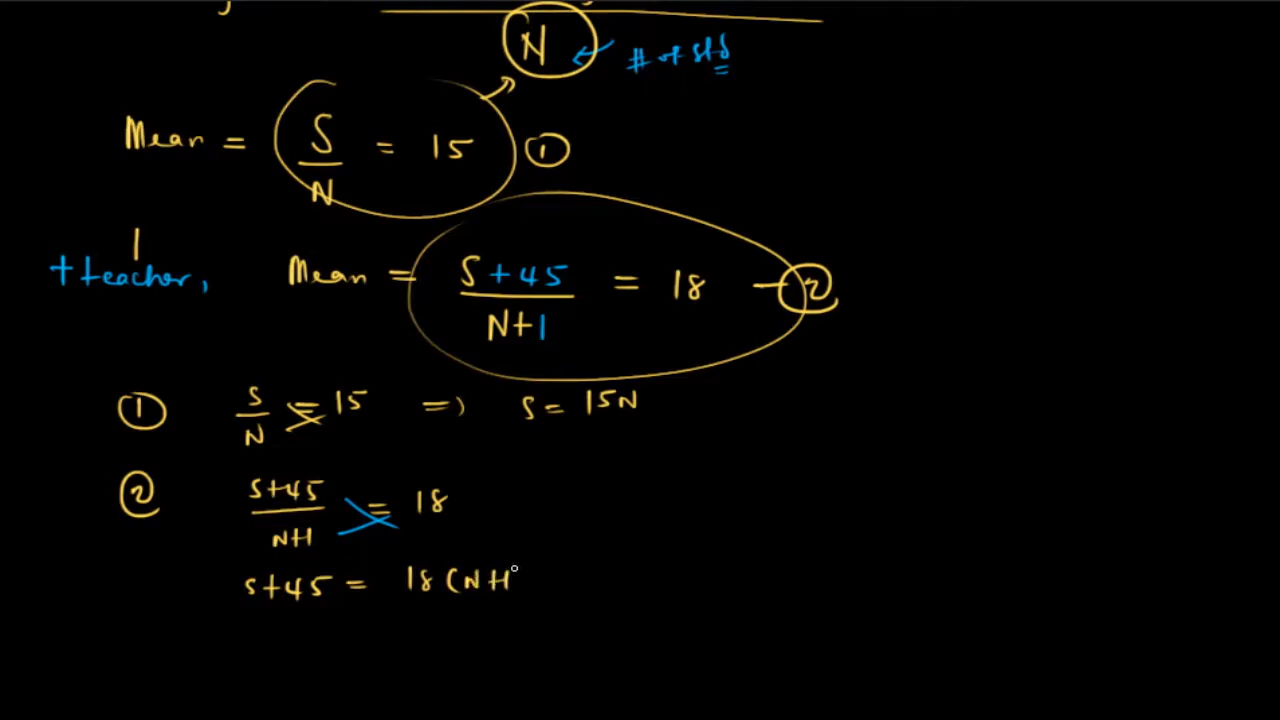 N # of stds
Mean = S/N = 15 ①
+ teacher, Mean = S+45/N+1 = 18 — ②
① S/N = 15 => S = 15N
② S+45/N+1 = 18
S+45 = 18(N+1